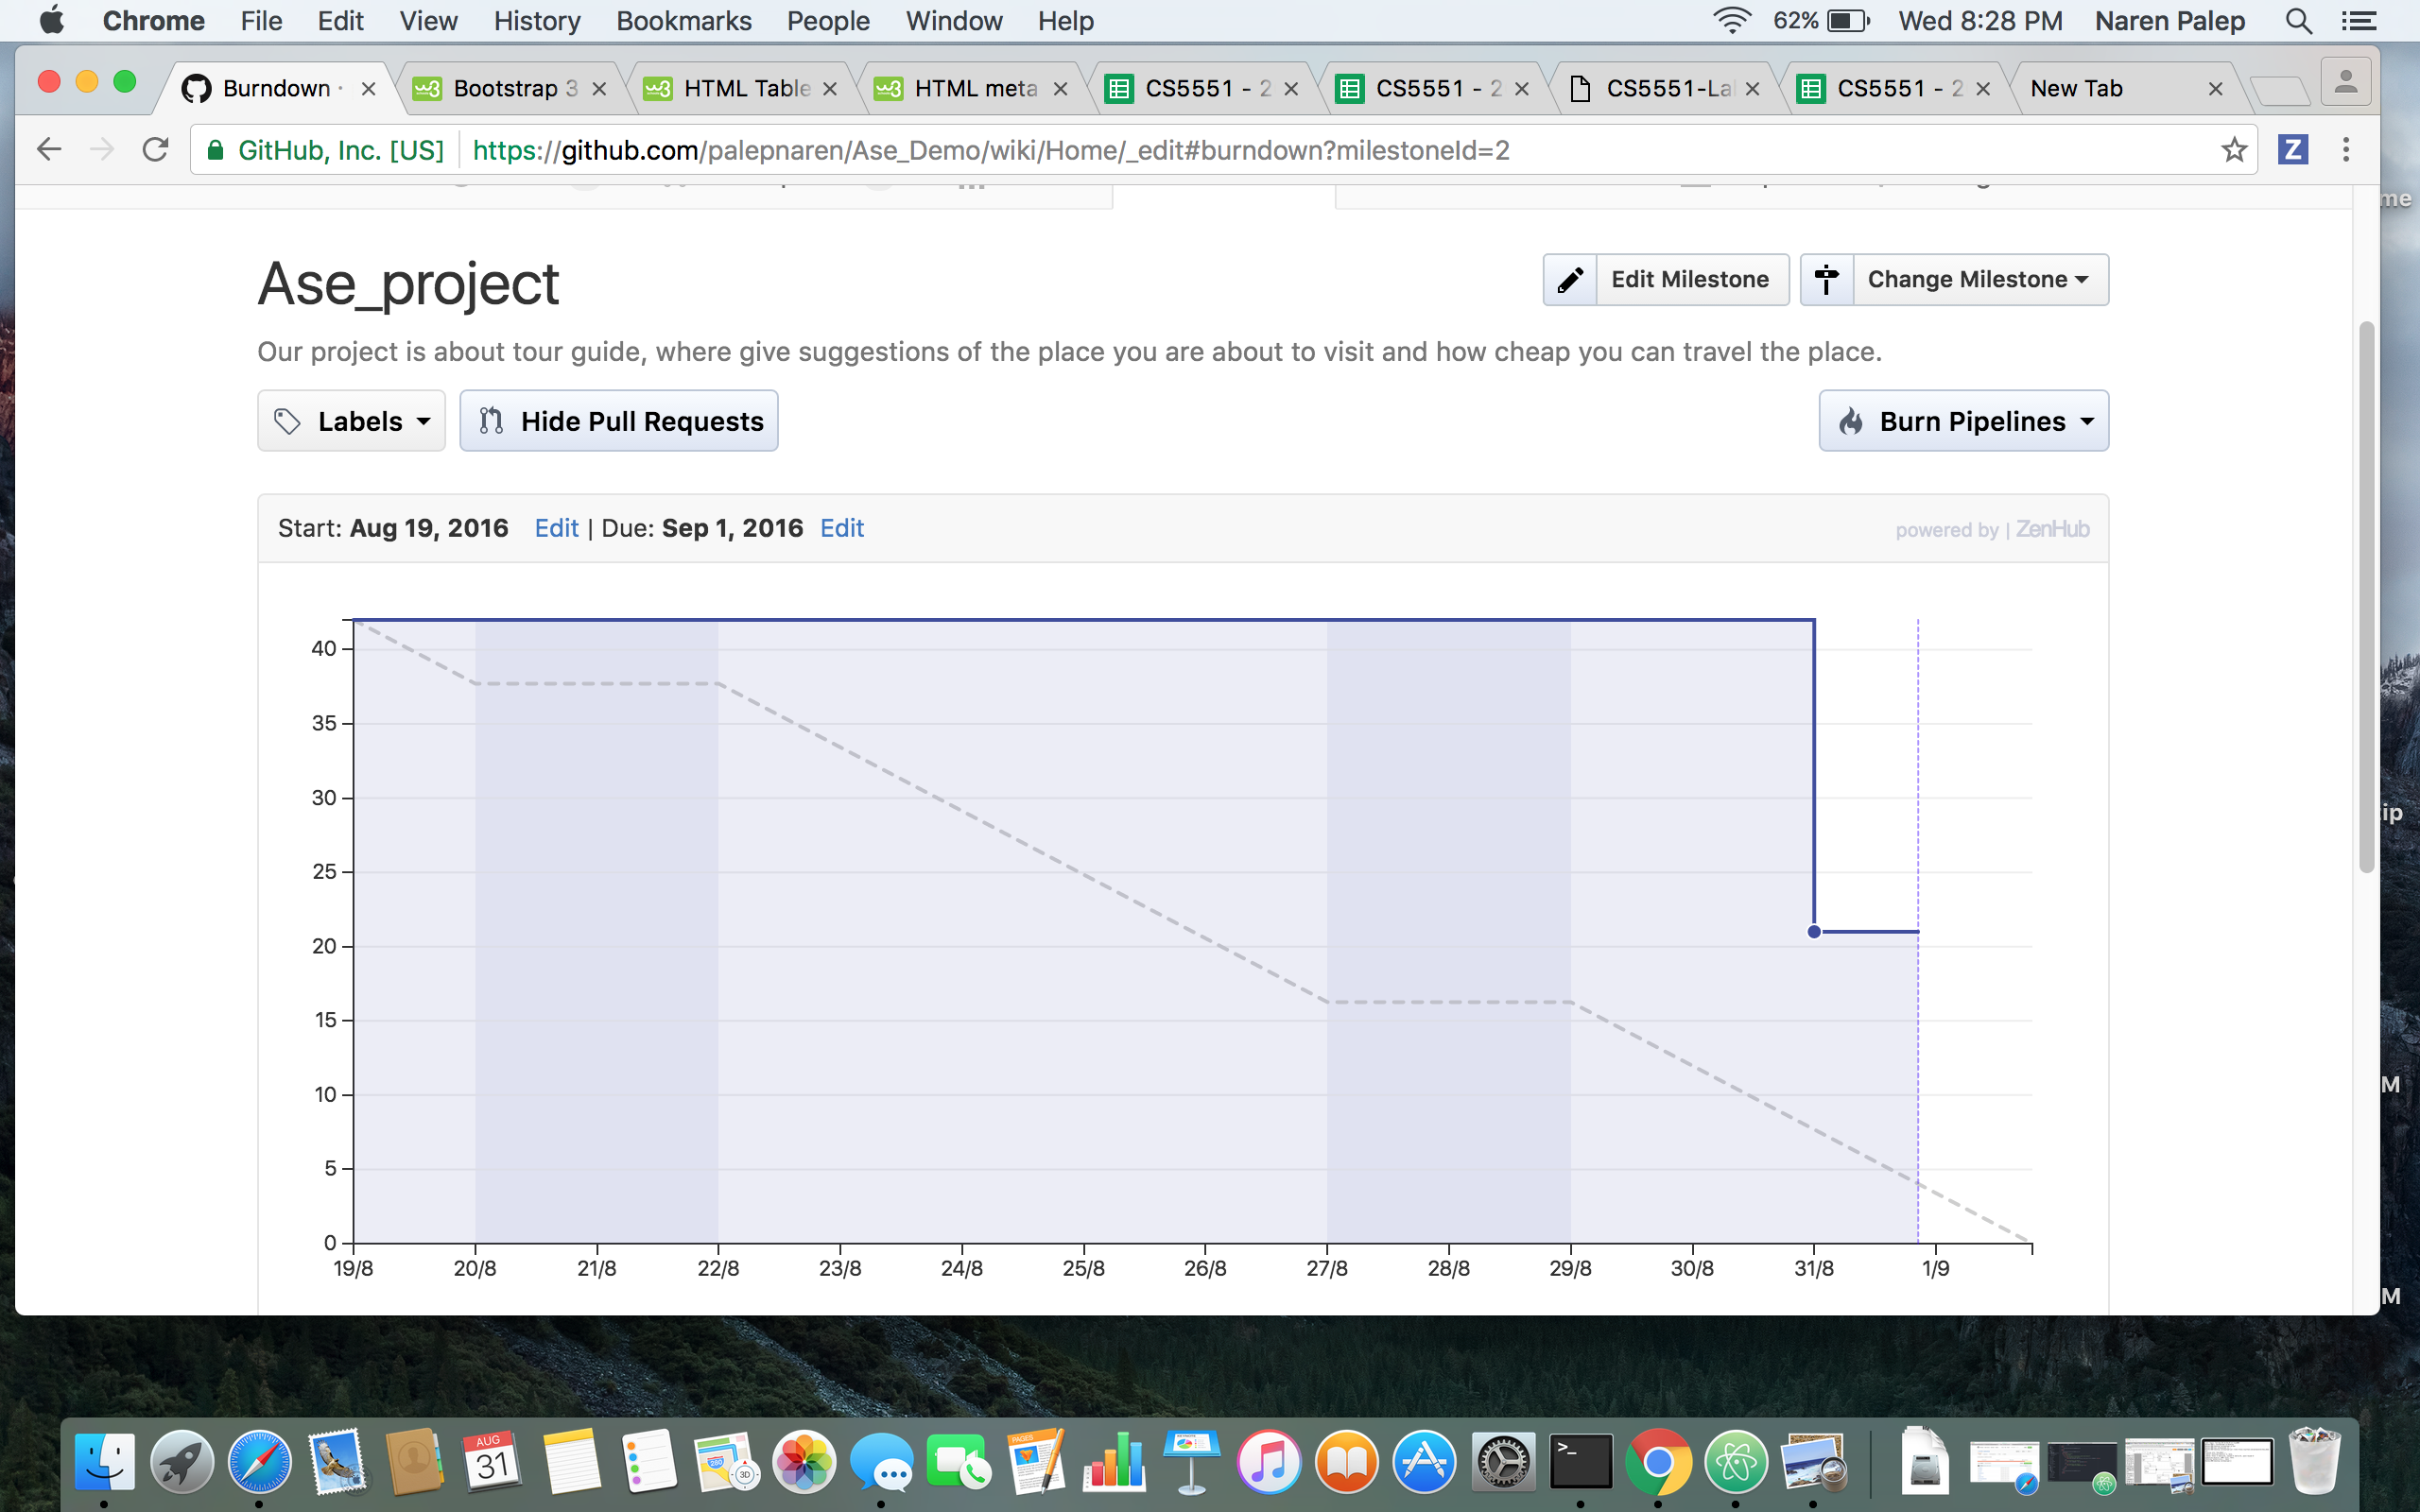 Chrome File Edit View History Bookmarks People Window Help 62% Wed 8:28 PM Naren Palep
Burndown · Bootstrap 3 HTML Table HTML meta CS5551 - 2 CS5551 - 2 CS5551-La CS5551 - 2 New Tab
GitHub, Inc. [US] https://github.com/palepnaren/Ase_Demo/wiki/Home/_edit#burndown?milestoneId=2 Z
me
Ase_project Edit Milestone Change Milestone
Our project is about tour guide, where give suggestions of the place you are about to visit and how cheap you can travel the place.
Labels Hide Pull Requests Burn Pipelines
Start: Aug 19, 2016 Edit | Due: Sep 1, 2016 Edit powered by | ZenHub
40
35
30
ip
25
20
15
10
M
5
0
19/8 20/8 21/8 22/8 23/8 24/8 25/8 26/8 27/8 28/8 29/8 30/8 31/8 1/9
M
AUG
31
280
3D
PAGES
>_